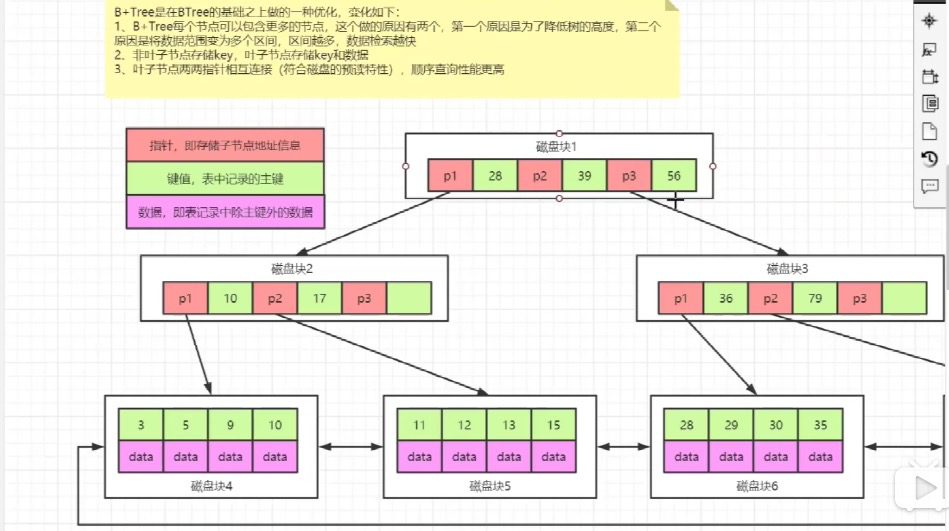 B+Tree是在BTree的基础之上做的一种优化，变化如下：
1、B+Tree每个节点可以包含更多的节点，这个做的原因有两个，第一个原因是为了降低树的高度，第二个
原因是将数据范围变为多个区间，区间越多，数据检索越快
2、非叶子节点存储key，叶子节点存储key和数据
3、叶子节点两两指针相互连接（符合磁盘的预读特性），顺序查询性能更高
指针，即存储子节点地址信息
键值，表中记录的主键
数据，即表记录中除主键外的数据
磁盘块1
p1 28 p2 39 p3 56
磁盘块2
p1 10 p2 17 p3
磁盘块3
p1 36 p2 79 p3
3 5 9 10
data data data data
磁盘块4
11 12 13 15
data data data data
磁盘块5
28 29 30 35
data data data data
磁盘块6